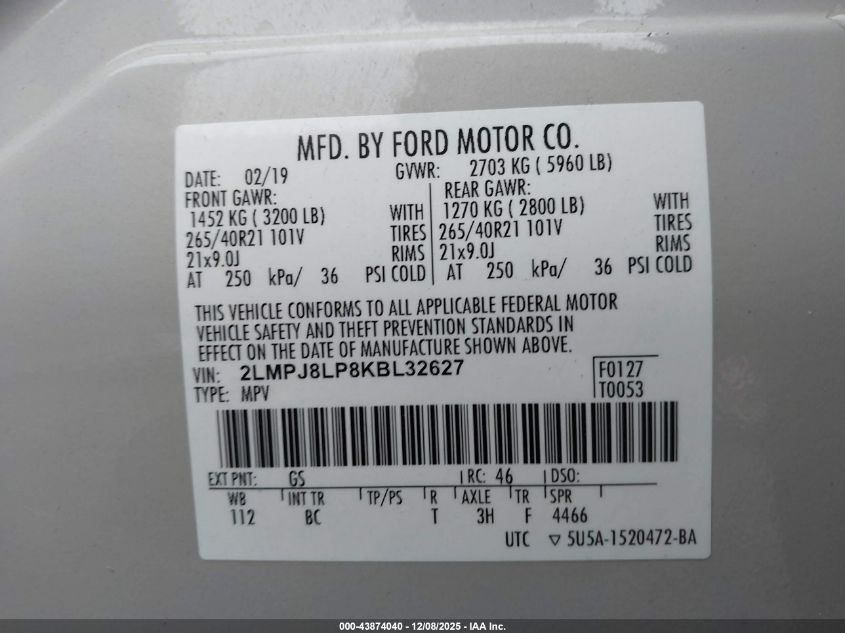 MFD. BY FORD MOTOR CO.
DATE: 02/19 GVWR: 2703 KG ( 5960 LB)
FRONT GAWR: REAR GAWR:
1452 KG ( 3200 LB) WITH 1270 KG ( 2800 LB) WITH
265/40R21 101V TIRES 265/40R21 101V TIRES
21x9.0J RIMS 21x9.0J RIMS
AT 250 kPa/ 36 PSI COLD AT 250 kPa/ 36 PSI COLD
THIS VEHICLE CONFORMS TO ALL APPLICABLE FEDERAL MOTOR
VEHICLE SAFETY AND THEFT PREVENTION STANDARDS IN
EFFECT ON THE DATE OF MANUFACTURE SHOWN ABOVE.
VIN: 2LMPJ8LP8KBL32627 F0127
TYPE: MPV T0053
EXT PNT: GS RC: 46 DSO:
WB INT TR TP/PS R AXLE TR SPR
112 BC T 3H F 4466
UTC ▽ 5U5A-1520472-BA
000-43874040 - 12/08/2025 - IAA Inc.